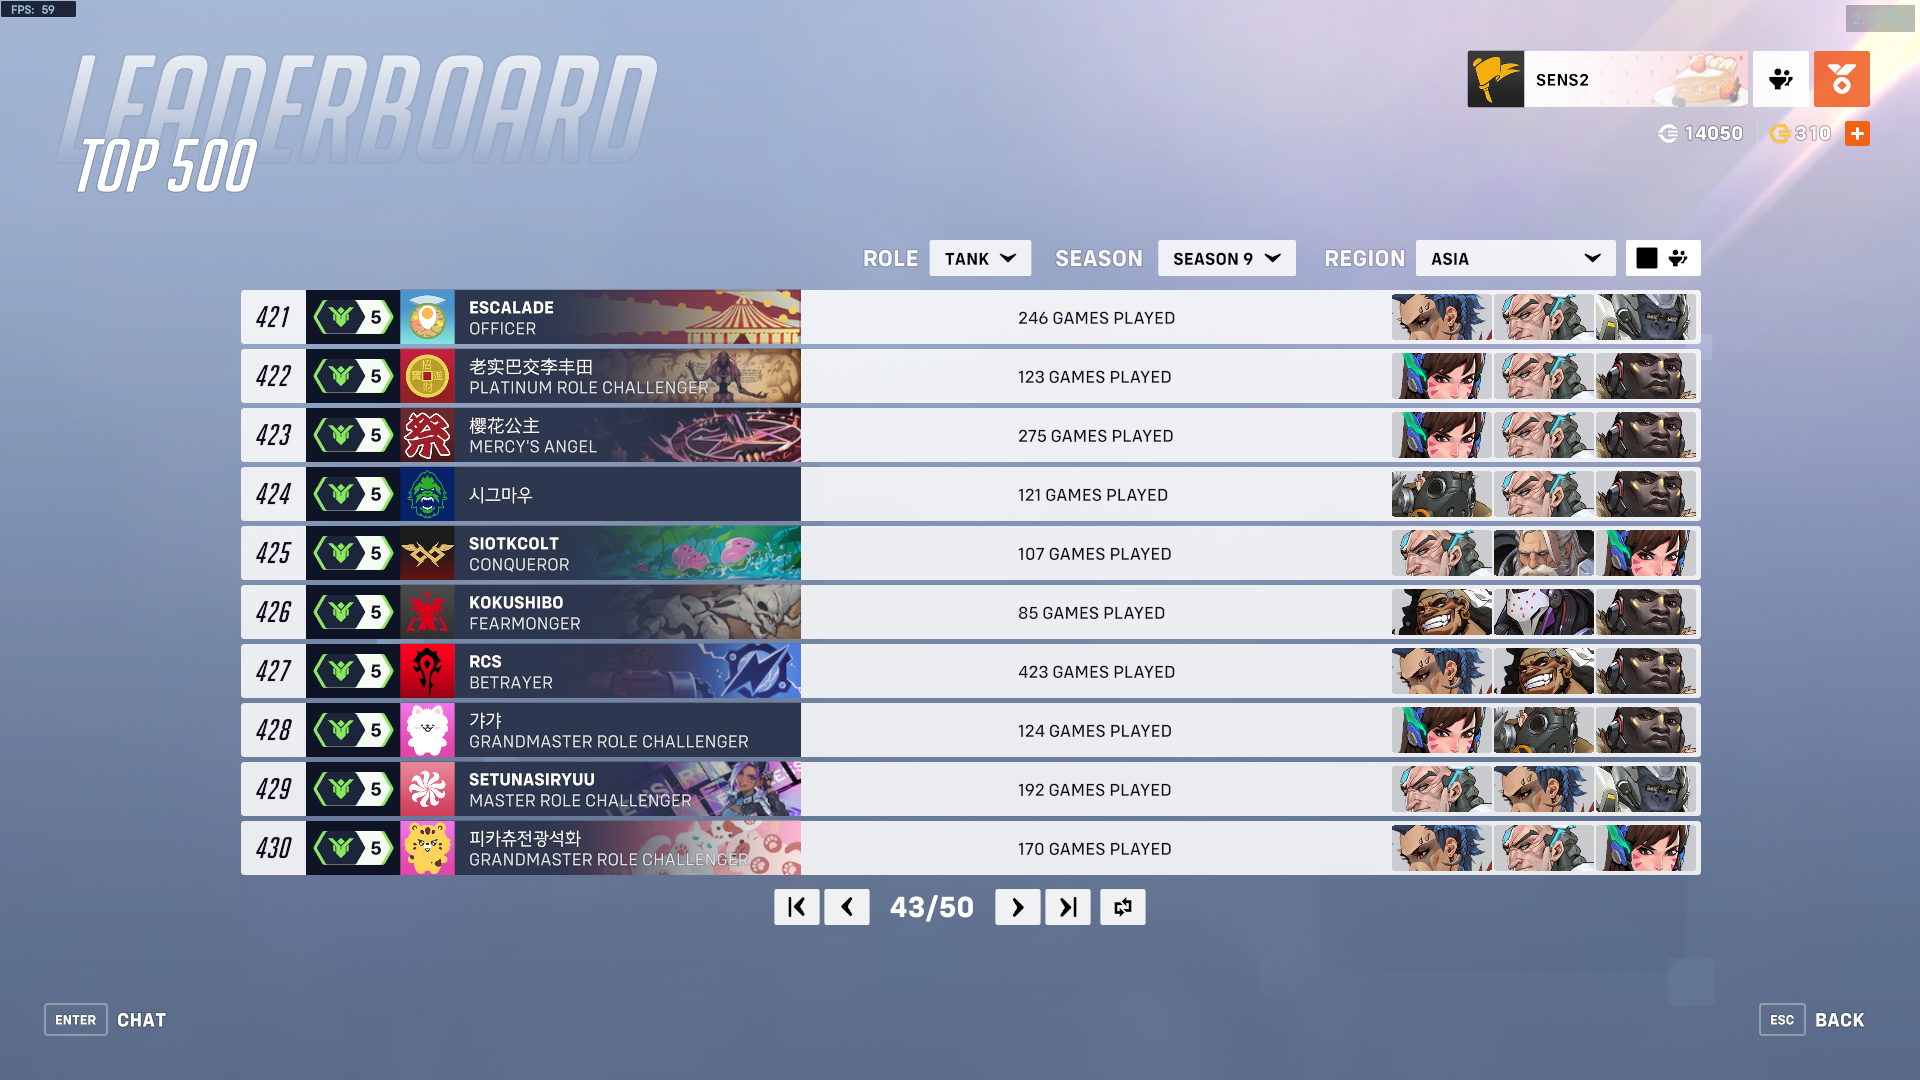 FPS: 59
LEADERBOARD
TOP 500
SENS2
14050 310
ROLE TANK SEASON SEASON 9 REGION ASIA
421 5 ESCALADE
OFFICER
246 GAMES PLAYED
422 5 老实巴交李丰田
PLATINUM ROLE CHALLENGER
123 GAMES PLAYED
423 5 樱花公主
MERCY'S ANGEL
275 GAMES PLAYED
424 5 시그마우
121 GAMES PLAYED
425 5 SIOTKCOLT
CONQUEROR
107 GAMES PLAYED
426 5 KOKUSHIBO
FEARMONGER
85 GAMES PLAYED
427 5 RCS
BETRAYER
423 GAMES PLAYED
428 5 갸갸
GRANDMASTER ROLE CHALLENGER
124 GAMES PLAYED
429 5 SETUNASIRYUU
MASTER ROLE CHALLENGER
192 GAMES PLAYED
430 5 피카츄전광석화
GRANDMASTER ROLE CHALLENGER
170 GAMES PLAYED
43/50
ENTER CHAT
ESC BACK